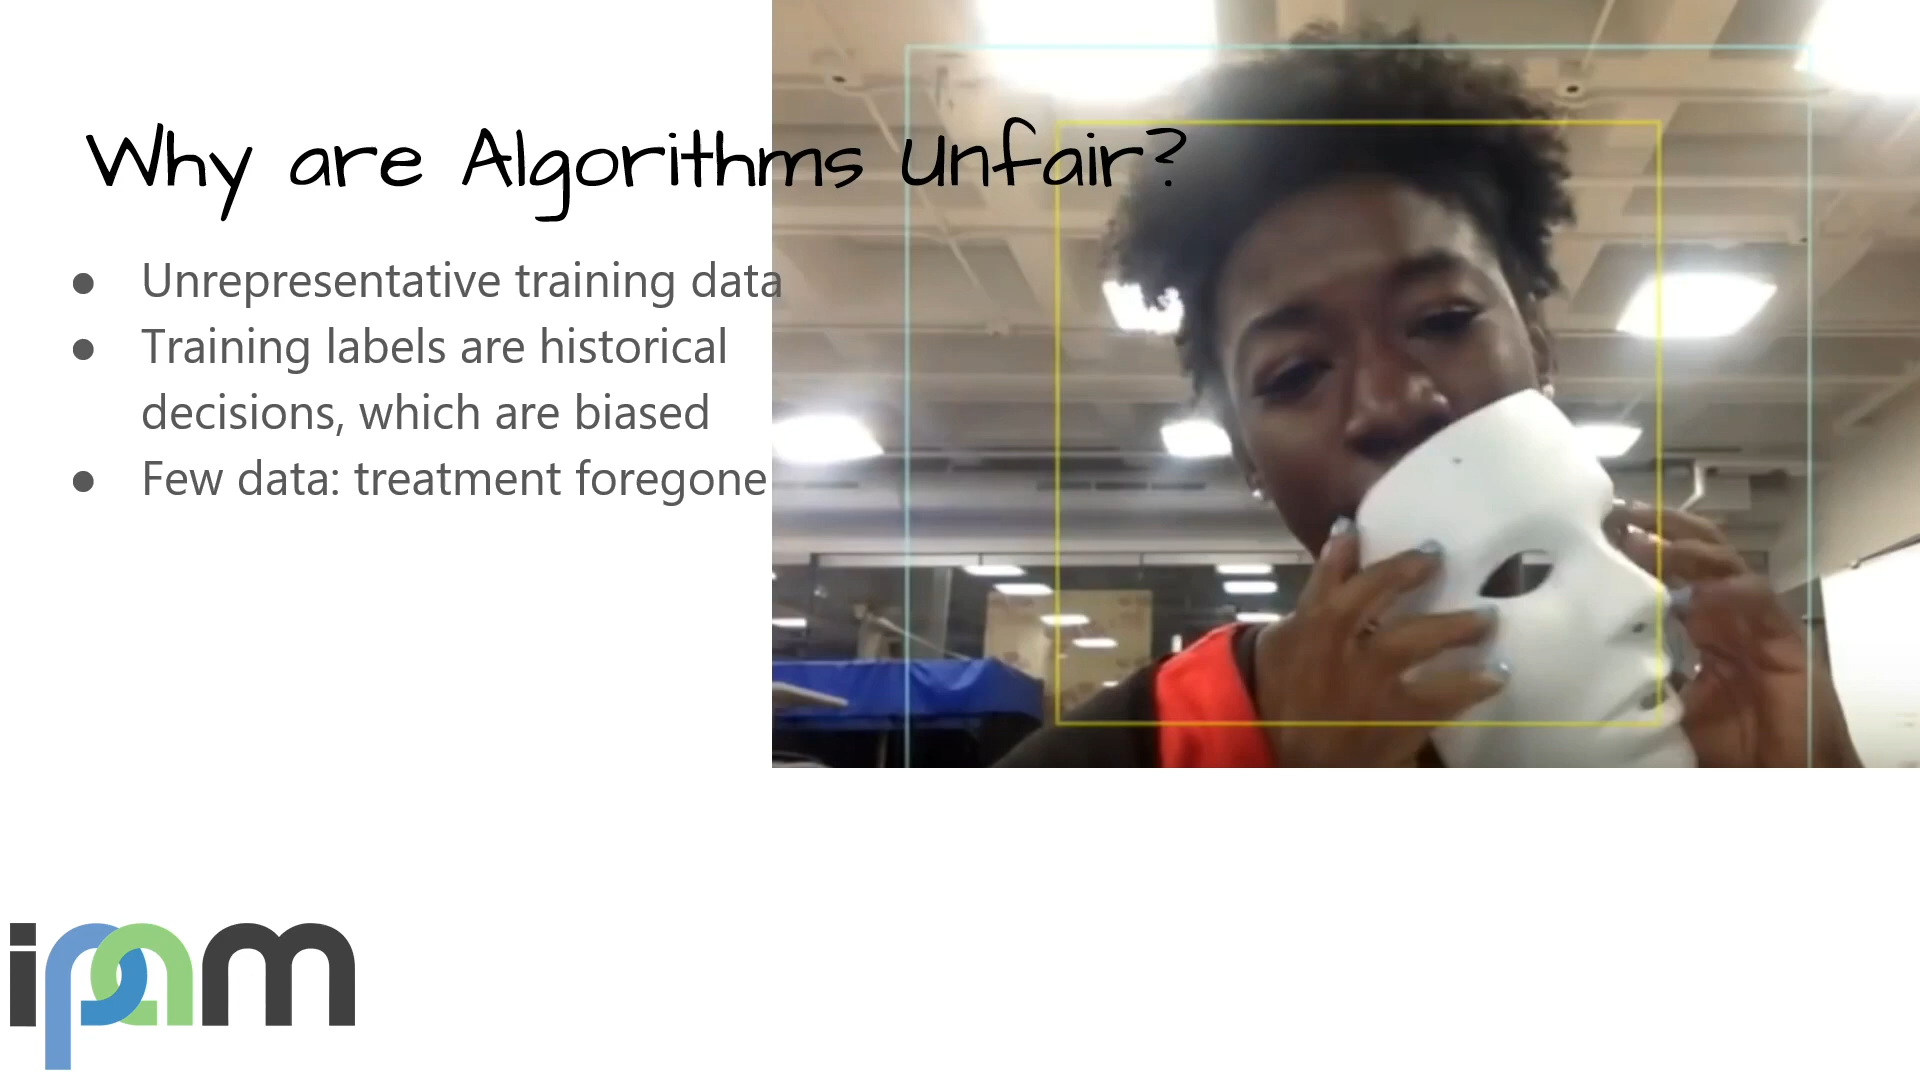 Why are Algorithms Unfair?
● Unrepresentative training data
● Training labels are historical
decisions, which are biased
● Few data: treatment foregone
ipam